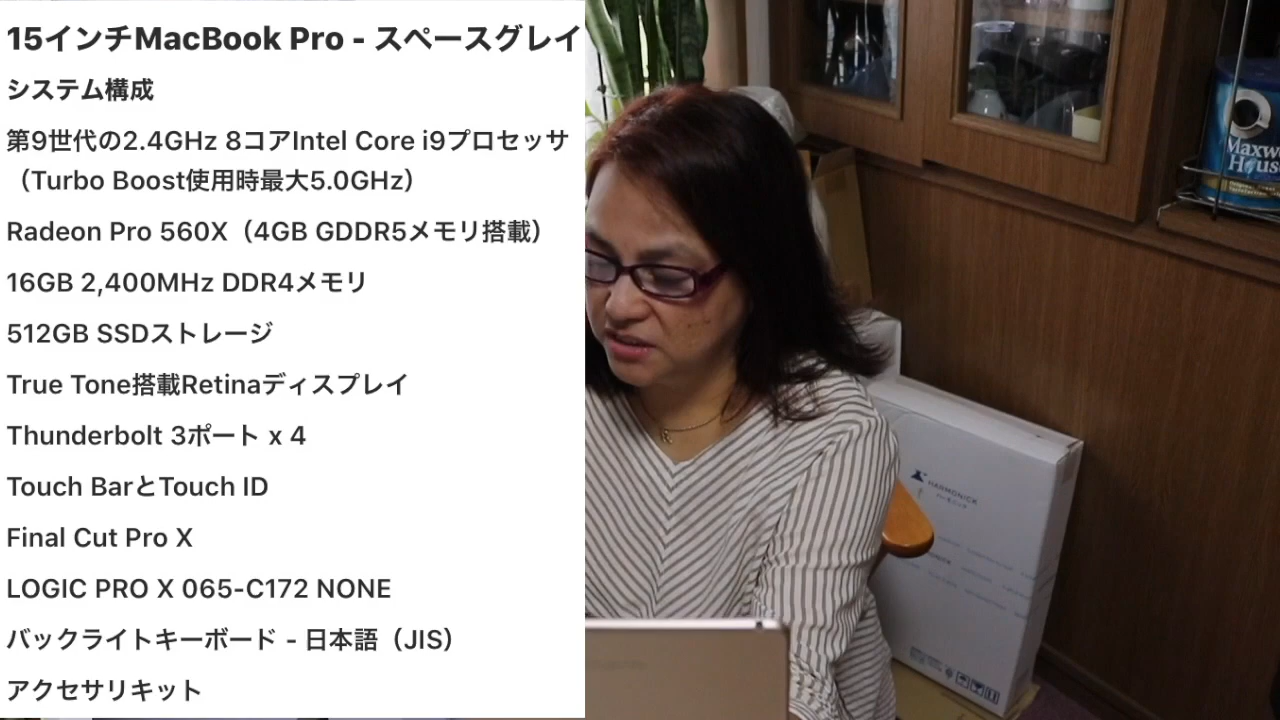 15インチMacBook Pro - スペースグレイ
システム構成
第9世代の2.4GHz 8コアIntel Core i9プロセッサ
（Turbo Boost使用時最大5.0GHz）
Radeon Pro 560X（4GB GDDR5メモリ搭載）
16GB 2,400MHz DDR4メモリ
512GB SSDストレージ
True Tone搭載Retinaディスプレイ
Thunderbolt 3ポート x 4
Touch BarとTouch ID
Final Cut Pro X
LOGIC PRO X 065-C172 NONE
バックライトキーボード - 日本語（JIS）
アクセサリキット
Maxwe
House
HARMONICK